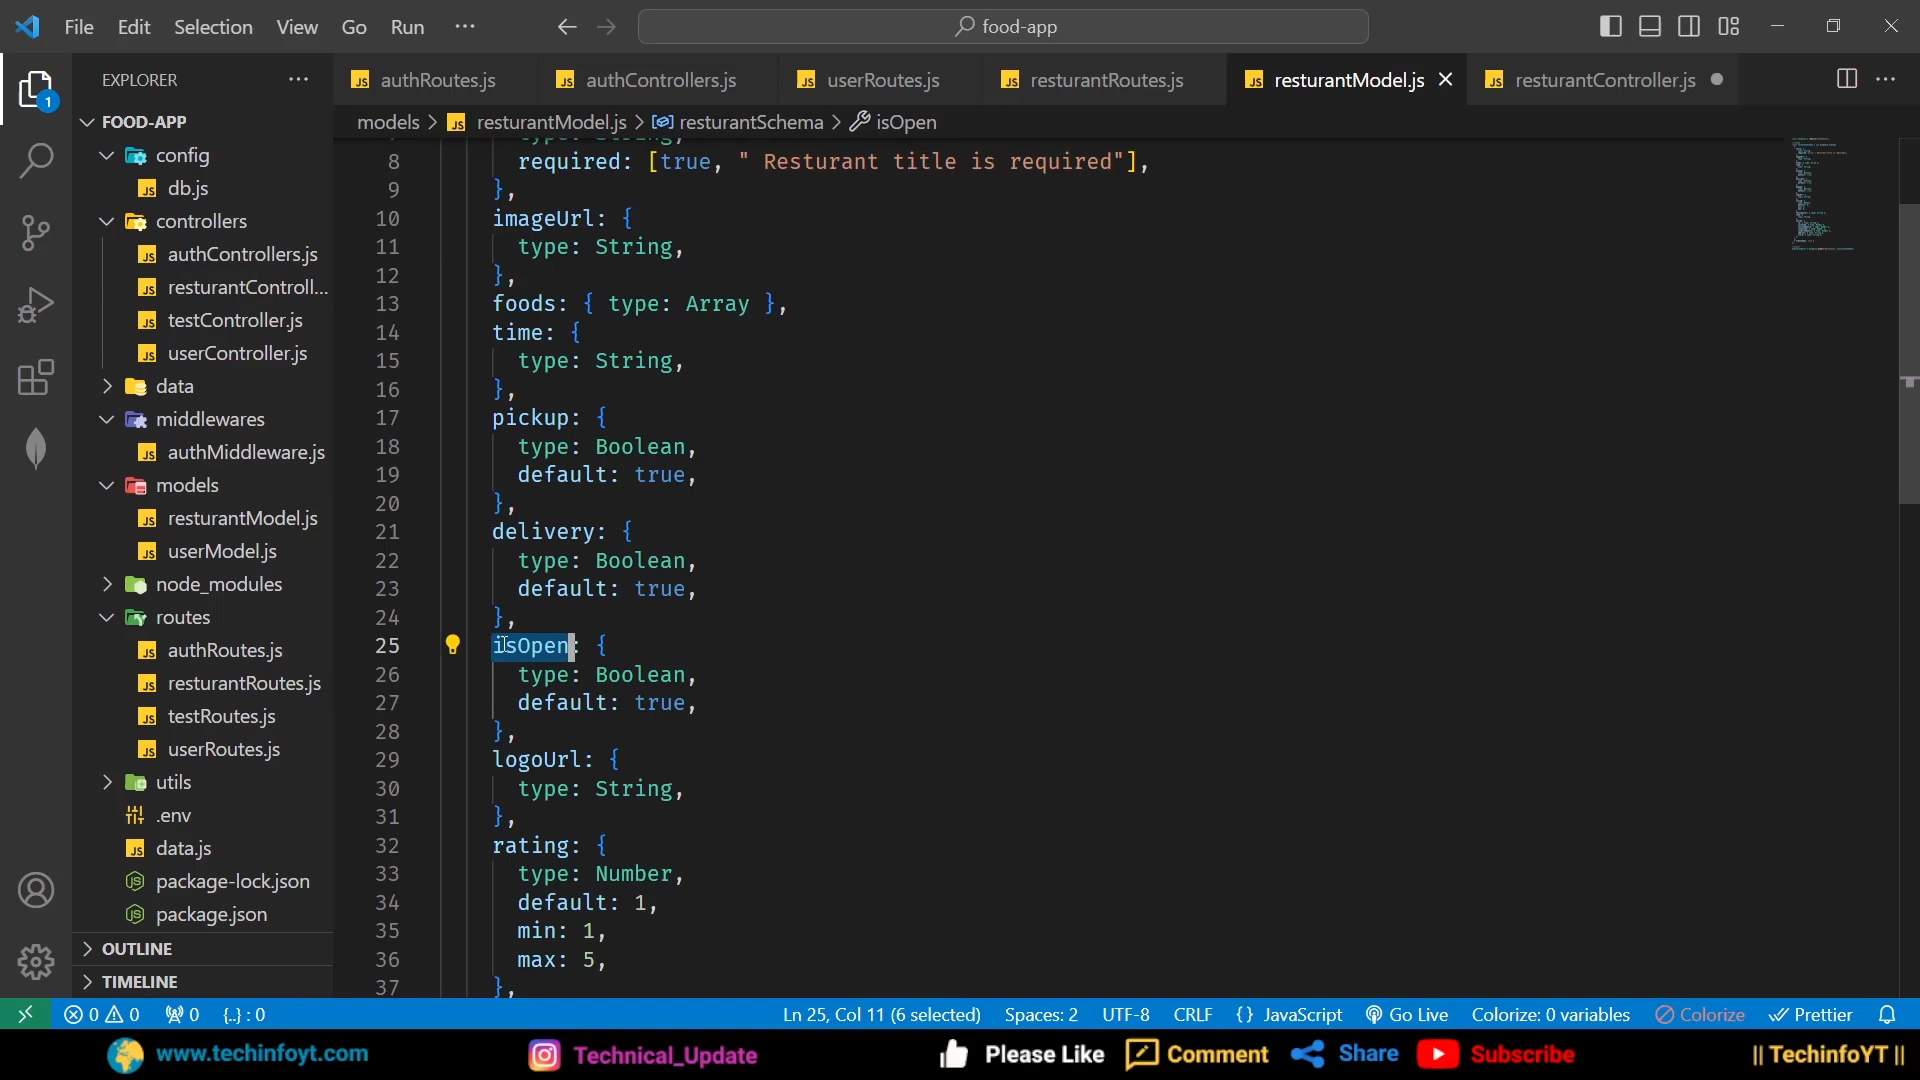 File Edit Selection View Go Run ··· food-app
EXPLORER ···
authRoutes.js authControllers.js userRoutes.js resturantRoutes.js resturantModel.js resturantController.js
models > resturantModel.js > resturantSchema > isOpen
1
FOOD-APP
config
db.js
controllers
authControllers.js
resturantControll...
testController.js
userController.js
data
middlewares
authMiddleware.js
models
resturantModel.js
userModel.js
node_modules
routes
authRoutes.js
resturantRoutes.js
testRoutes.js
userRoutes.js
utils
.env
data.js
package-lock.json
package.json
OUTLINE
TIMELINE
8 required: [true, " Resturant title is required"],
9 },
10 imageUrl: {
11 type: String,
12 },
13 foods: { type: Array },
14 time: {
15 type: String,
16 },
17 pickup: {
18 type: Boolean,
19 default: true,
20 },
21 delivery: {
22 type: Boolean,
23 default: true,
24 },
25 isOpen: {
26 type: Boolean,
27 default: true,
28 },
29 logoUrl: {
30 type: String,
31 },
32 rating: {
33 type: Number,
34 default: 1,
35 min: 1,
36 max: 5,
37 },
0 0 0 {..} : 0 Ln 25, Col 11 (6 selected) Spaces: 2 UTF-8 CRLF {} JavaScript Go Live Colorize: 0 variables Colorize Prettier
www.techinfoyt.com Technical_Update Please Like Comment Share Subscribe || TechinfoYT ||